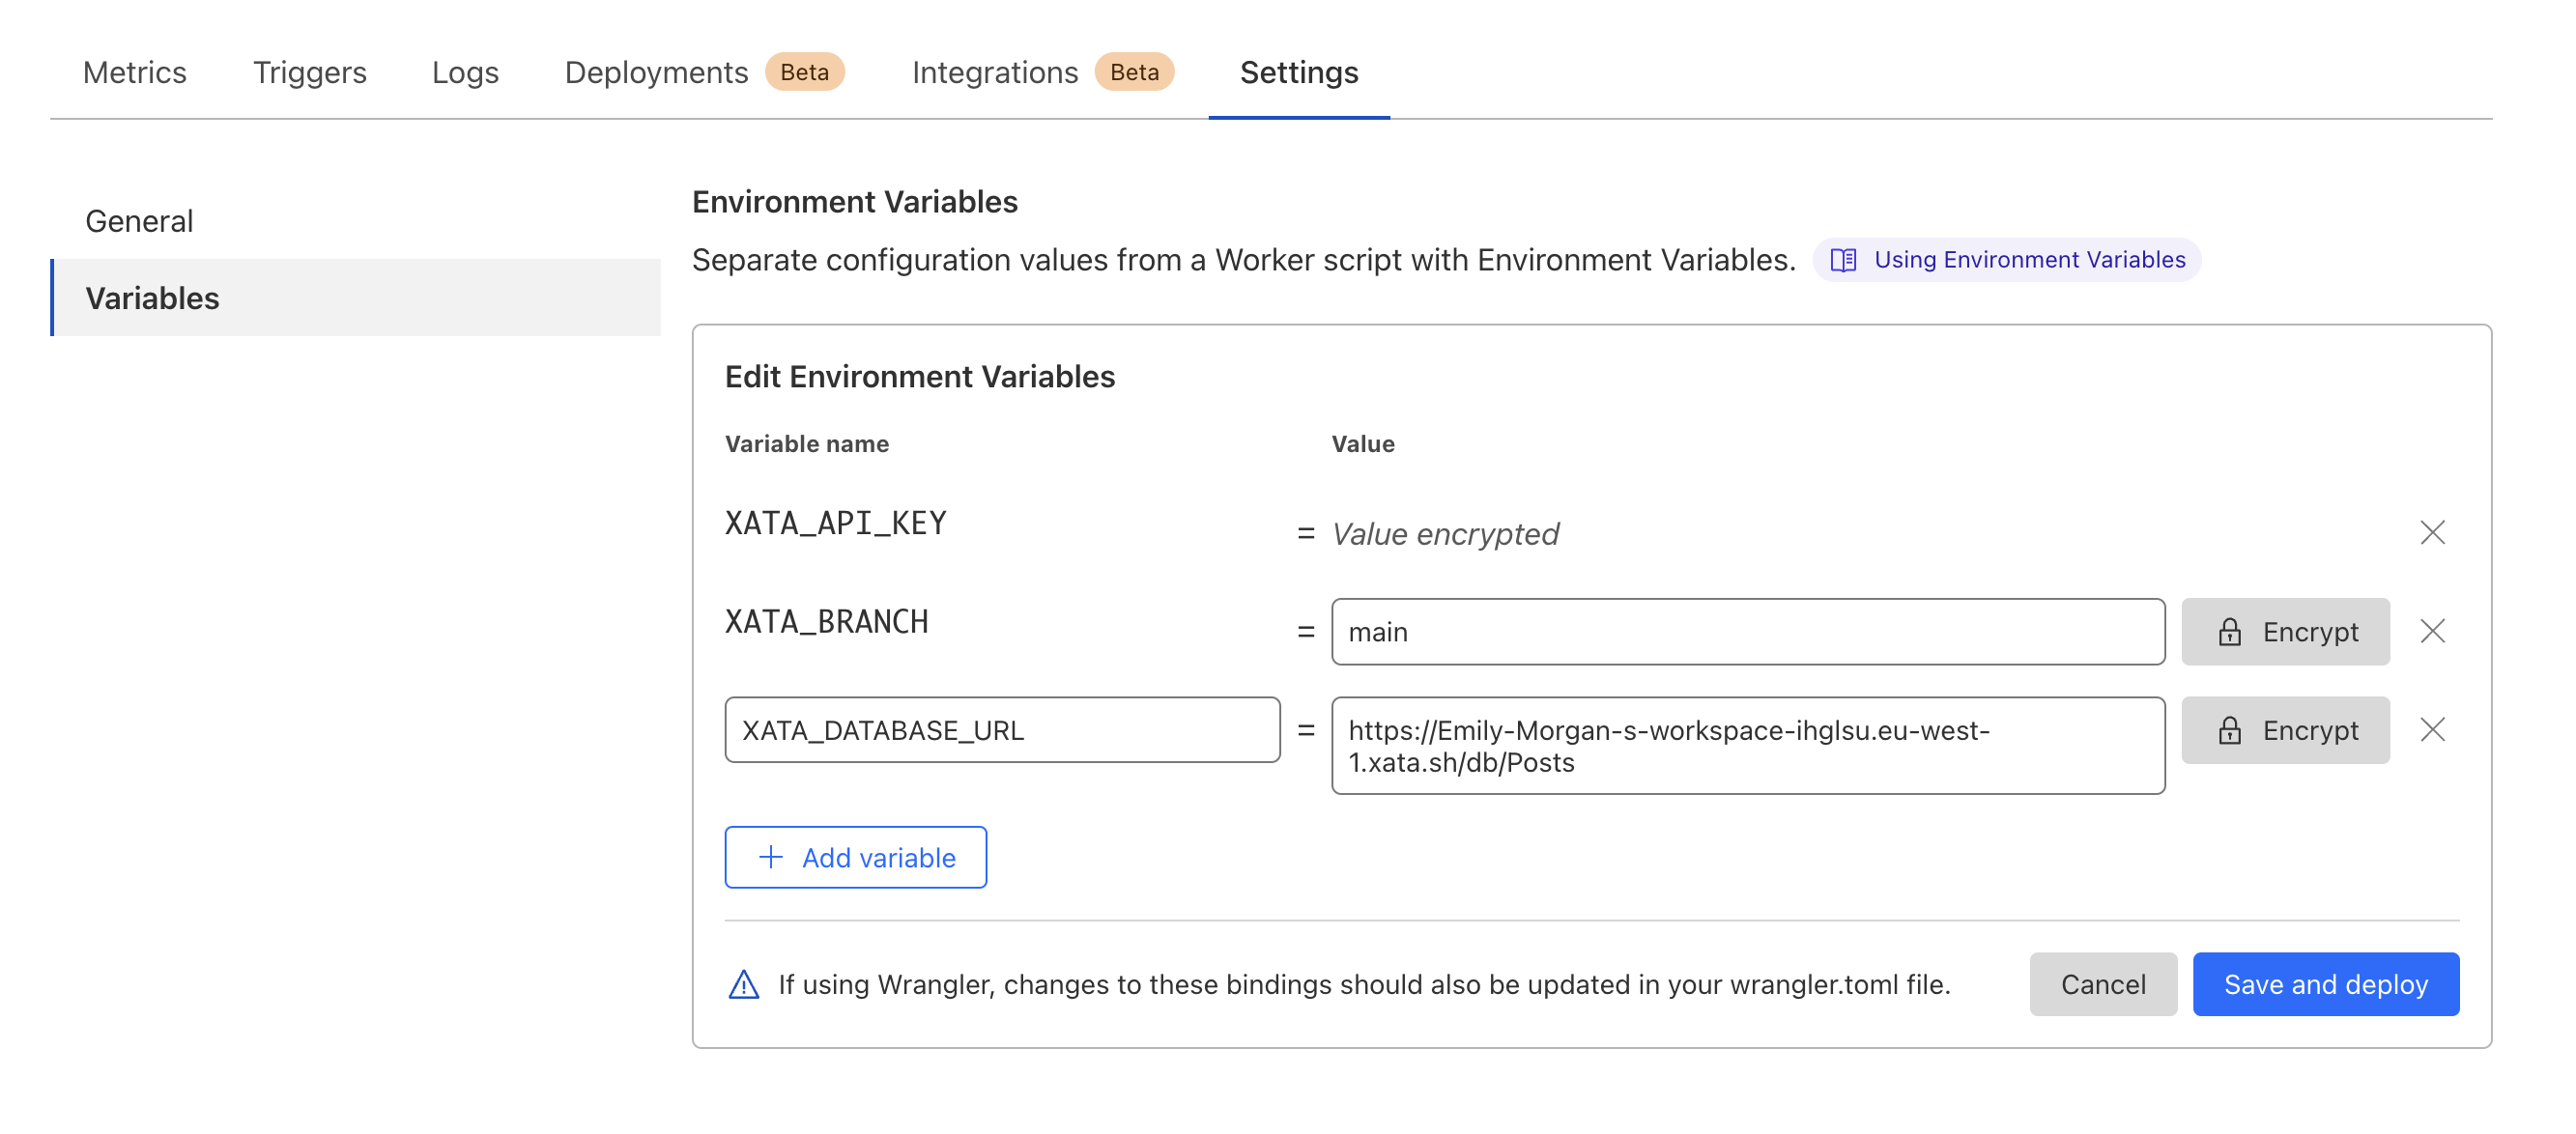 Metrics Triggers Logs Deployments Beta Integrations Beta Settings
General
Variables
Environment Variables
Separate configuration values from a Worker script with Environment Variables. Using Environment Variables
Edit Environment Variables
Variable name Value
XATA_API_KEY = Value encrypted
XATA_BRANCH = main Encrypt
XATA_DATABASE_URL = https://Emily-Morgan-s-workspace-ihglsu.eu-west- Encrypt
1.xata.sh/db/Posts
+ Add variable
If using Wrangler, changes to these bindings should also be updated in your wrangler.toml file. Cancel Save and deploy